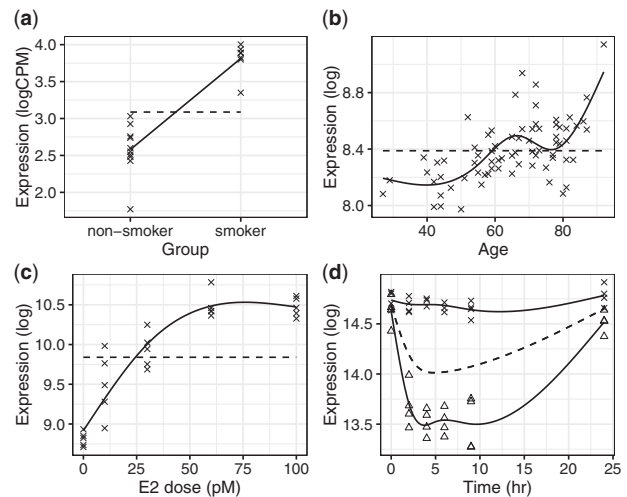 (a)
Expression (logCPM)
4.0
3.5
3.0
2.5
2.0
non-smoker
smoker
Group
(b)
Expression (log)
8.8
8.4
8.0
40
60
80
Age
(c)
Expression (log)
10.5
10.0
9.5
9.0
0
25
50
75
100
E2 dose (pM)
(d)
Expression (log)
14.5
14.0
13.5
0
5
10
15
20
25
Time (hr)